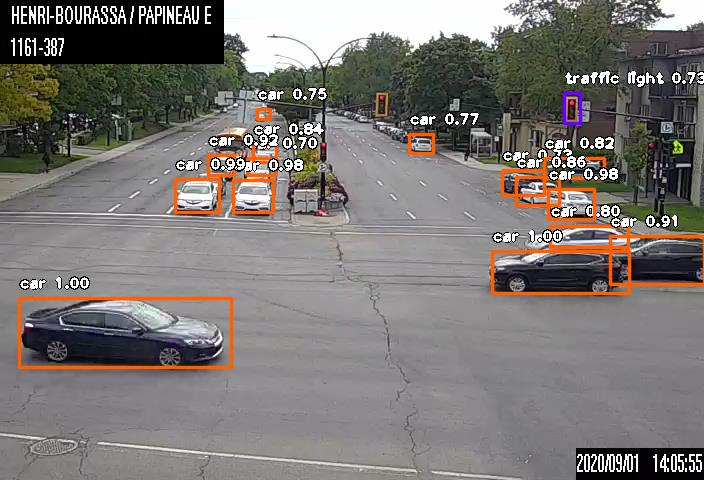 HENRI-BOURASSA / PAPINEAU E
1161-387
traffic light 0.73
car 0.75
car 0.77
car 0.84
car 0.92
0.70
car 0.82
car 0.86
car 0.99
0.98
car 0.98
car 0.80
car 0.91
car 1.00
car 1.00
2020/09/01 14:05:55